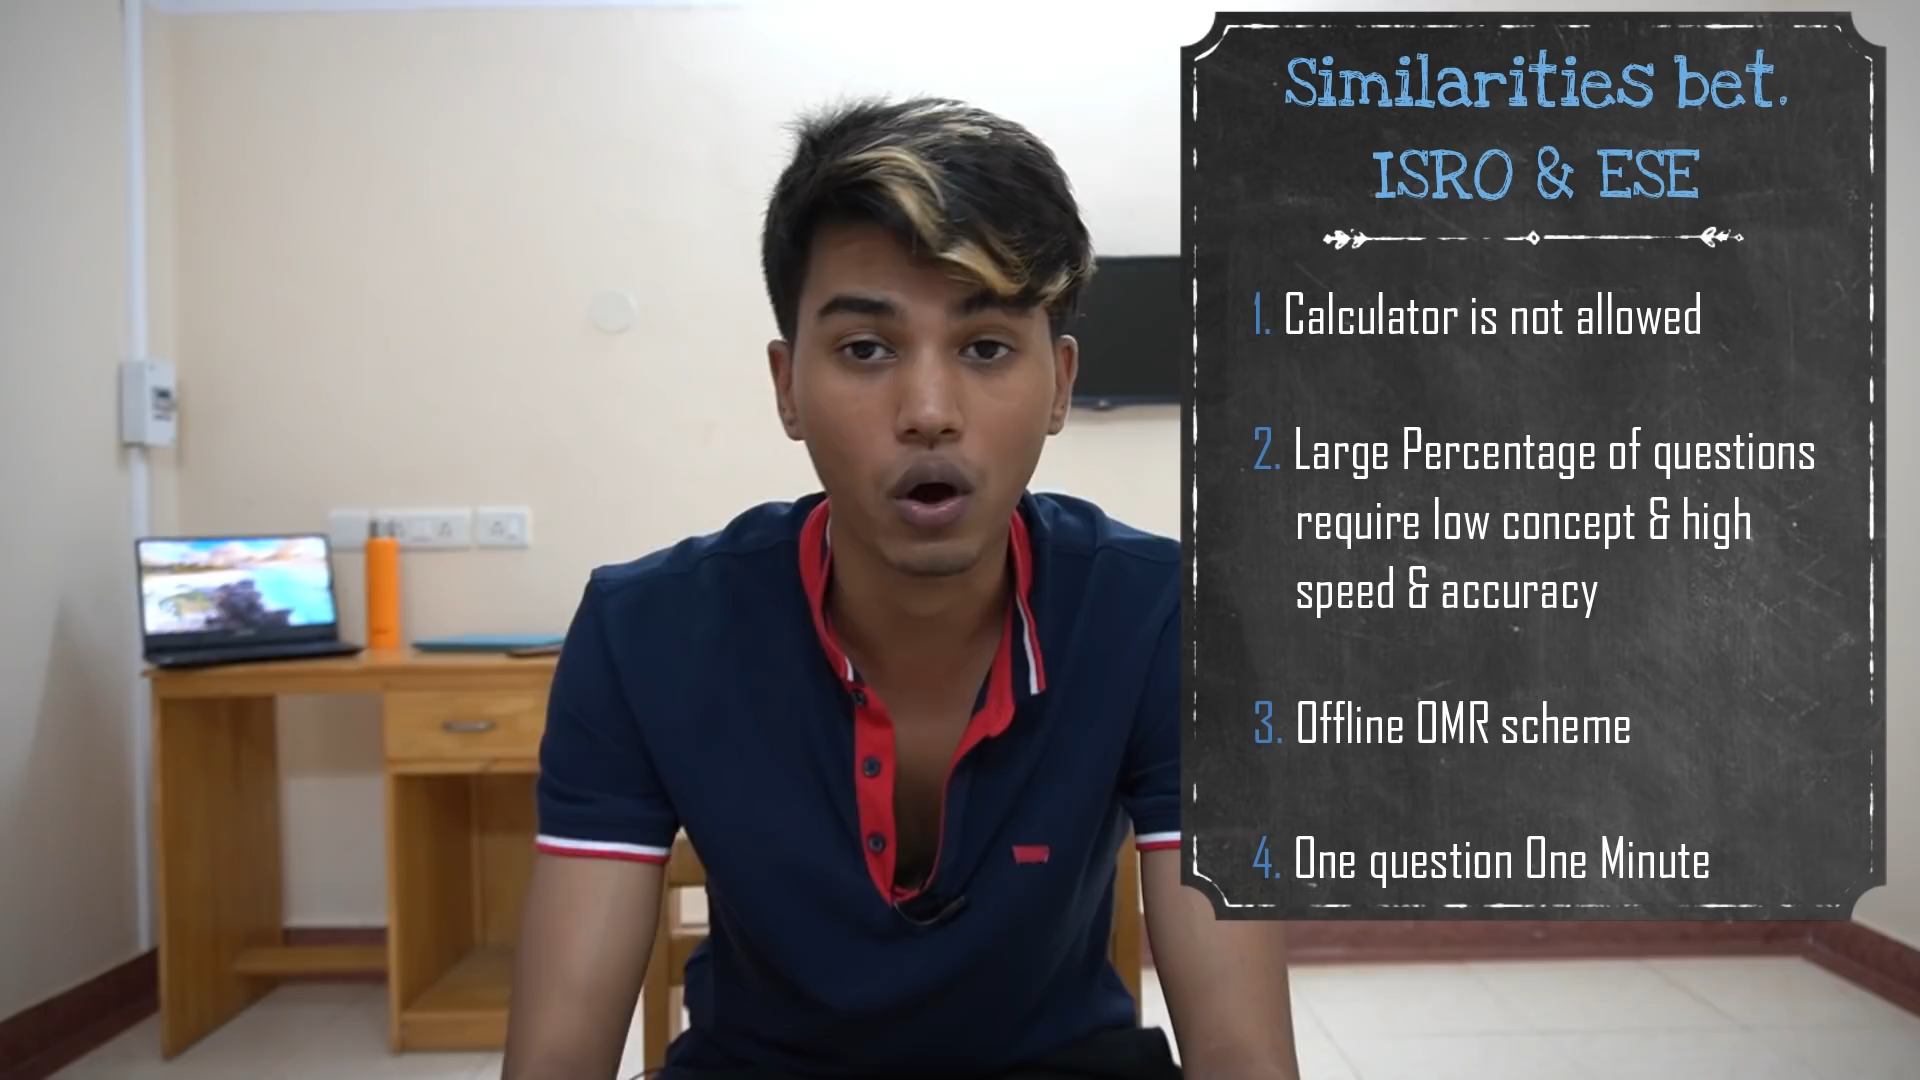 Similarities bet.
ISRO & ESE
1. Calculator is not allowed
2. Large Percentage of questions
require low concept & high
speed & accuracy
3. Offline OMR scheme
4. One question One Minute